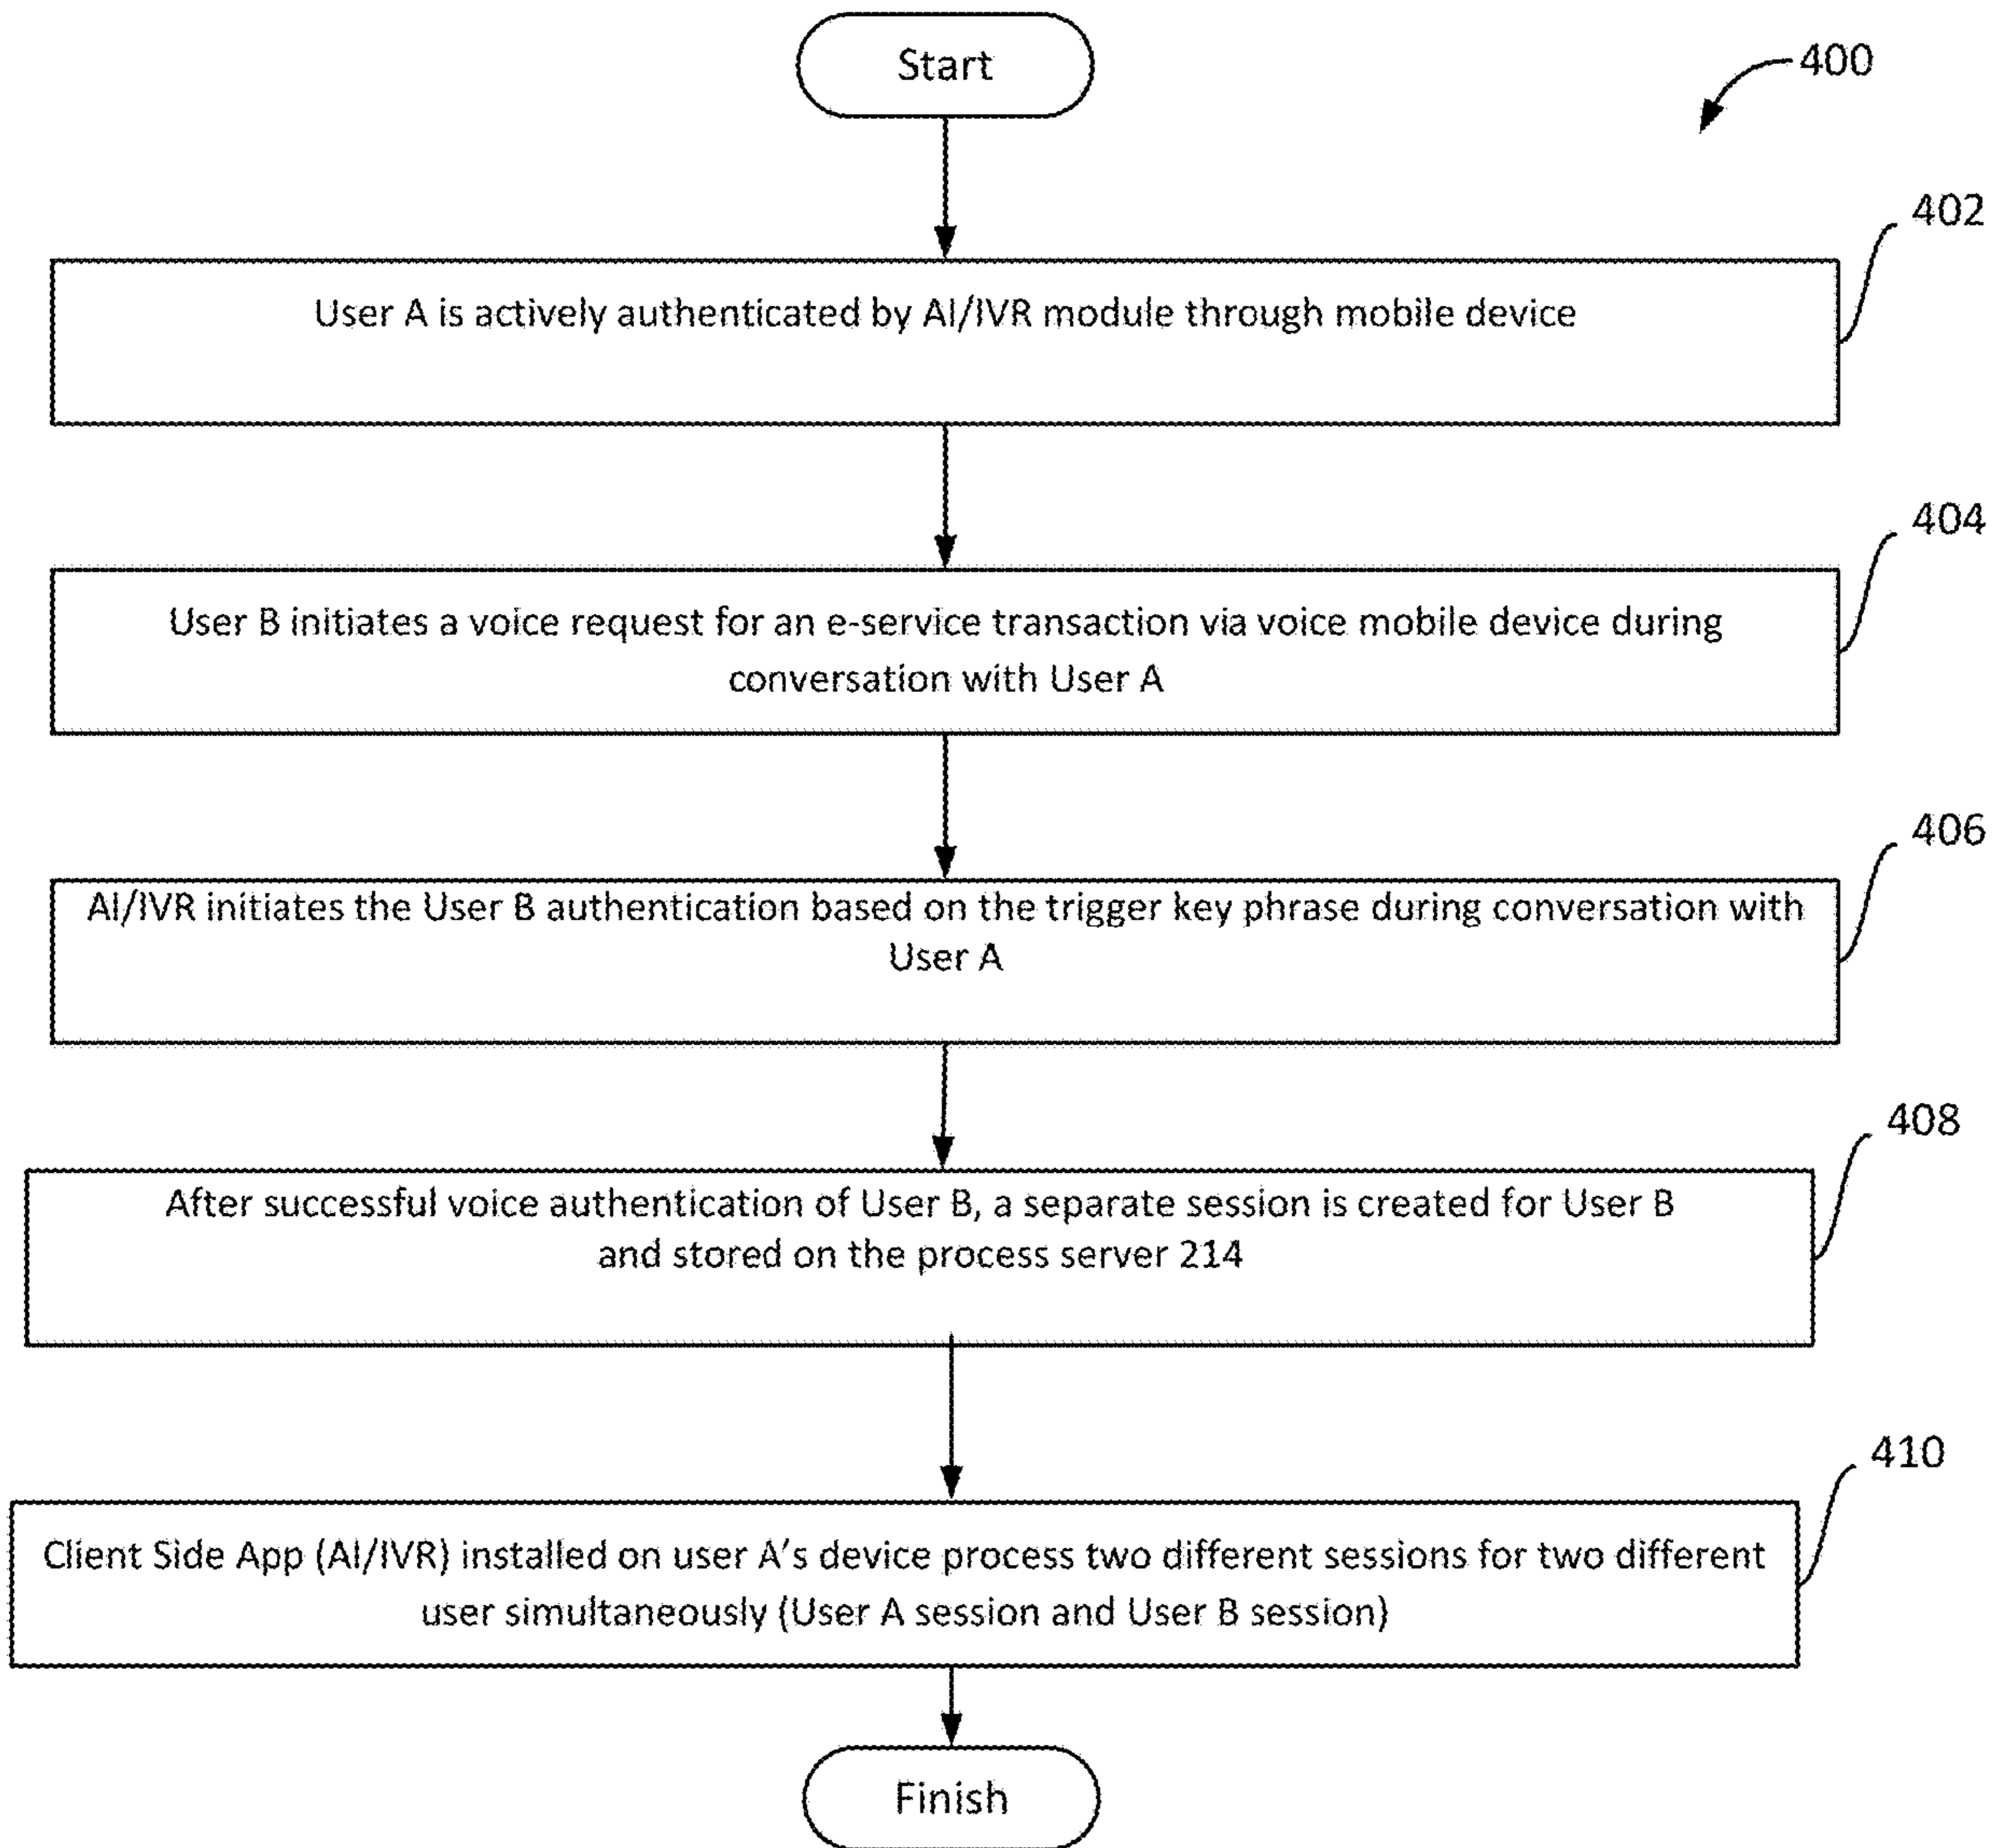 Start
400
402
User A is actively authenticated by AI/IVR module through mobile device
404
User B initiates a voice request for an e-service transaction via voice mobile device during
conversation with User A
406
AI/IVR initiates the User B authentication based on the trigger key phrase during conversation with
User A
408
After successful voice authentication of User B, a separate session is created for User B
and stored on the process server 214
410
Client Side App (AI/IVR) installed on user A's device process two different sessions for two different
user simultaneously (User A session and User B session)
Finish